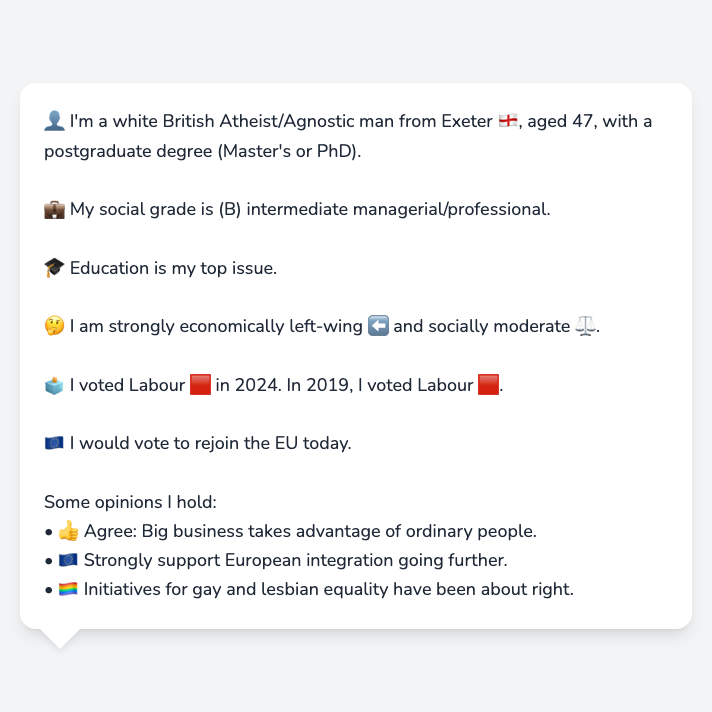 👤 I'm a white British Atheist/Agnostic man from Exeter 🏴󠁧󠁢󠁥󠁮󠁧󠁿, aged 47, with a
postgraduate degree (Master's or PhD).
💼 My social grade is (B) intermediate managerial/professional.
🎓 Education is my top issue.
🤔 I am strongly economically left-wing ⬅️ and socially moderate ⚖️.
🗳️ I voted Labour 🟥 in 2024. In 2019, I voted Labour 🟥.
🇪🇺 I would vote to rejoin the EU today.
Some opinions I hold:
• 👍 Agree: Big business takes advantage of ordinary people.
• 🇪🇺 Strongly support European integration going further.
• 🏳️‍🌈 Initiatives for gay and lesbian equality have been about right.